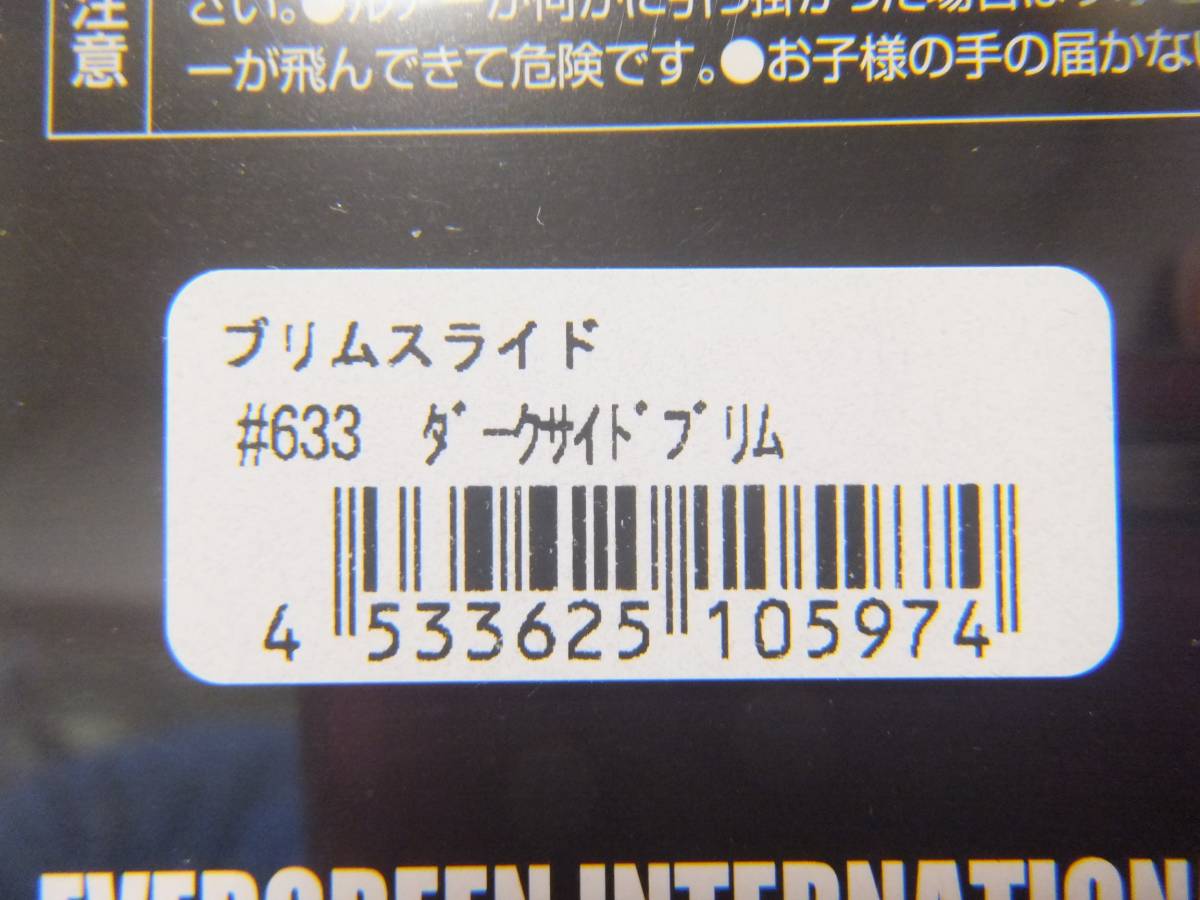 注意
さい。●ルアーが何かに引っ掛かった場合は
ーが飛んできて危険です。●お子様の手の届かない
ブリムスライド
#633 ダークサイドブリム
4 533625 105974
EVERGREEN INTERNATION